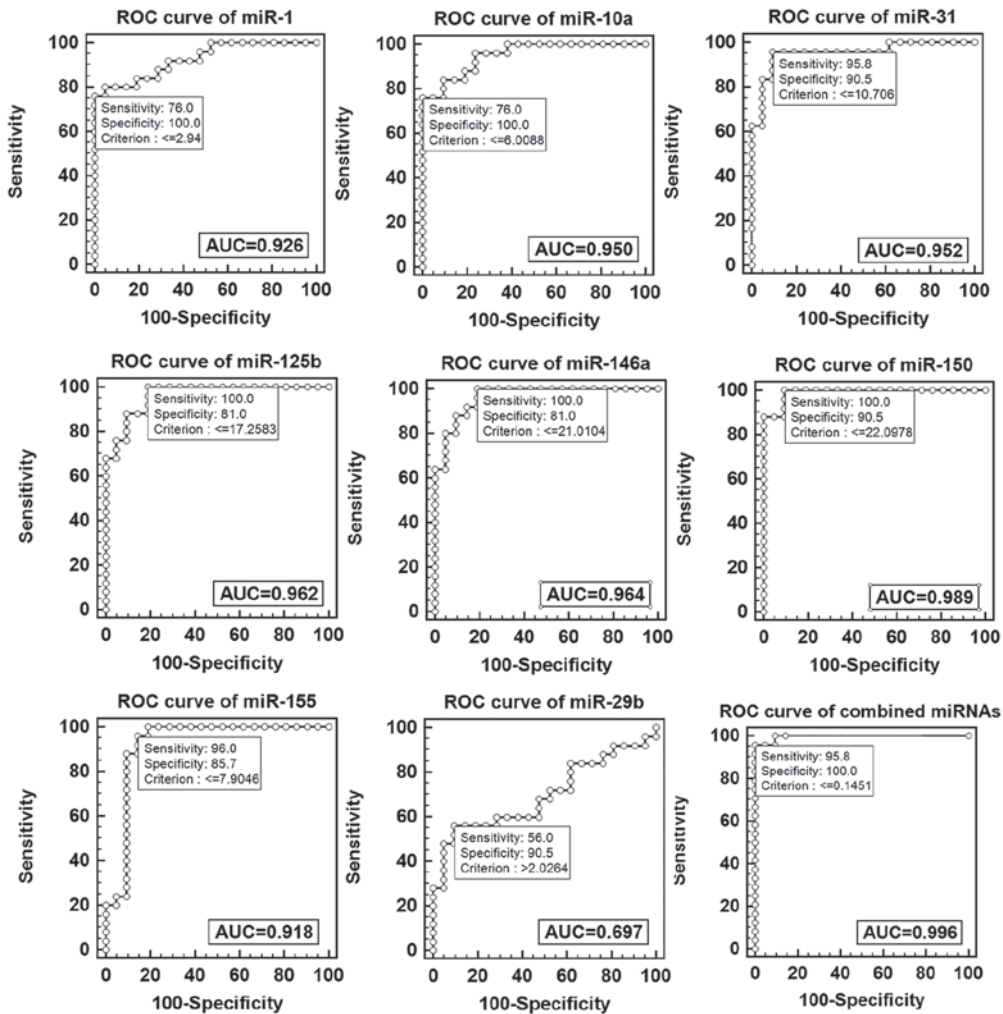 ROC curve of miR-1
Sensitivity
100
80
60
40
20
0
Sensitivity: 76.0
Specificity: 100.0
Criterion : <=2.94
AUC=0.926
0 20 40 60 80 100
100-Specificity
ROC curve of miR-10a
Sensitivity
100
80
60
40
20
0
Sensitivity: 76.0
Specificity: 100.0
Criterion : <=6.0088
AUC=0.950
0 20 40 60 80 100
100-Specificity
ROC curve of miR-31
Sensitivity
100
80
60
40
20
0
Sensitivity: 95.8
Specificity: 90.5
Criterion : <=10.706
AUC=0.952
0 20 40 60 80 100
100-Specificity
ROC curve of miR-125b
Sensitivity
100
80
60
40
20
0
Sensitivity: 100.0
Specificity: 81.0
Criterion : <=17.2583
AUC=0.962
0 20 40 60 80 100
100-Specificity
ROC curve of miR-146a
Sensitivity
100
80
60
40
20
0
Sensitivity: 100.0
Specificity: 81.0
Criterion : <=21.0104
AUC=0.964
0 20 40 60 80 100
100-Specificity
ROC curve of miR-150
Sensitivity
100
80
60
40
20
0
Sensitivity: 100.0
Specificity: 90.5
Criterion : <=22.0978
AUC=0.989
0 20 40 60 80 100
100-Specificity
ROC curve of miR-155
Sensitivity
100
80
60
40
20
0
Sensitivity: 96.0
Specificity: 85.7
Criterion : <=7.9046
AUC=0.918
0 20 40 60 80 100
100-Specificity
ROC curve of miR-29b
Sensitivity
100
80
60
40
20
0
Sensitivity: 56.0
Specificity: 90.5
Criterion : >2.0264
AUC=0.697
0 20 40 60 80 100
100-Specificity
ROC curve of combined miRNAs
Sensitivity
100
80
60
40
20
0
Sensitivity: 95.8
Specificity: 100.0
Criterion : <=0.1451
AUC=0.996
0 20 40 60 80 100
100-Specificity